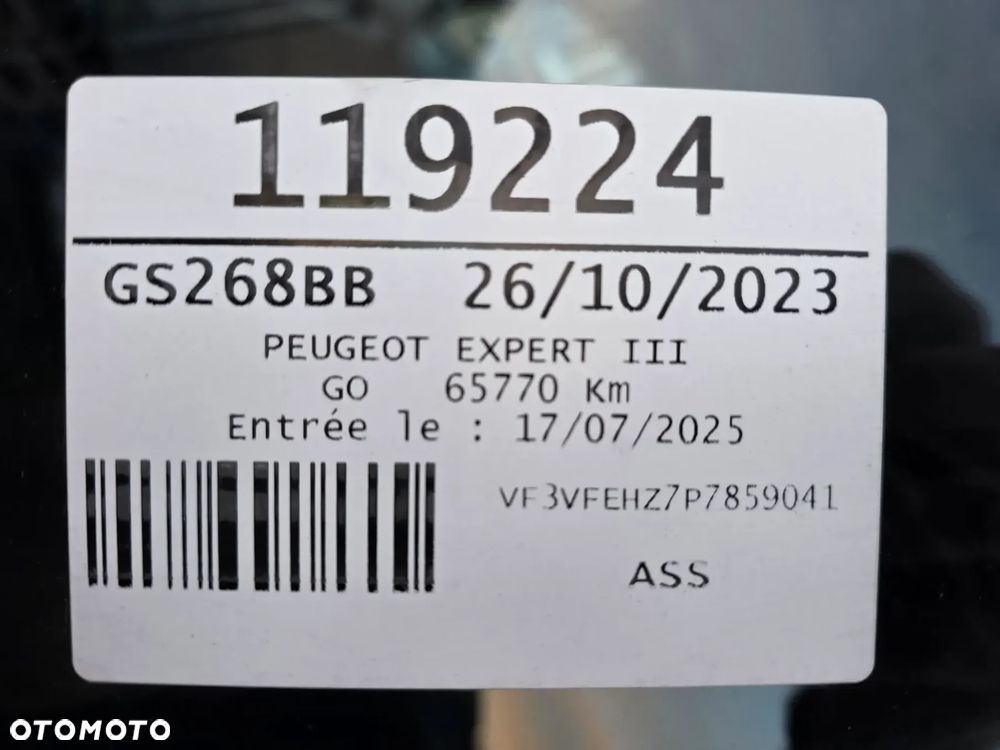 119224
GS268BB 26/10/2023
PEUGEOT EXPERT III
GO 65770 Km
Entrée le : 17/07/2025
VF3VFEHZ7P7859041
ASS
OTOMOTO